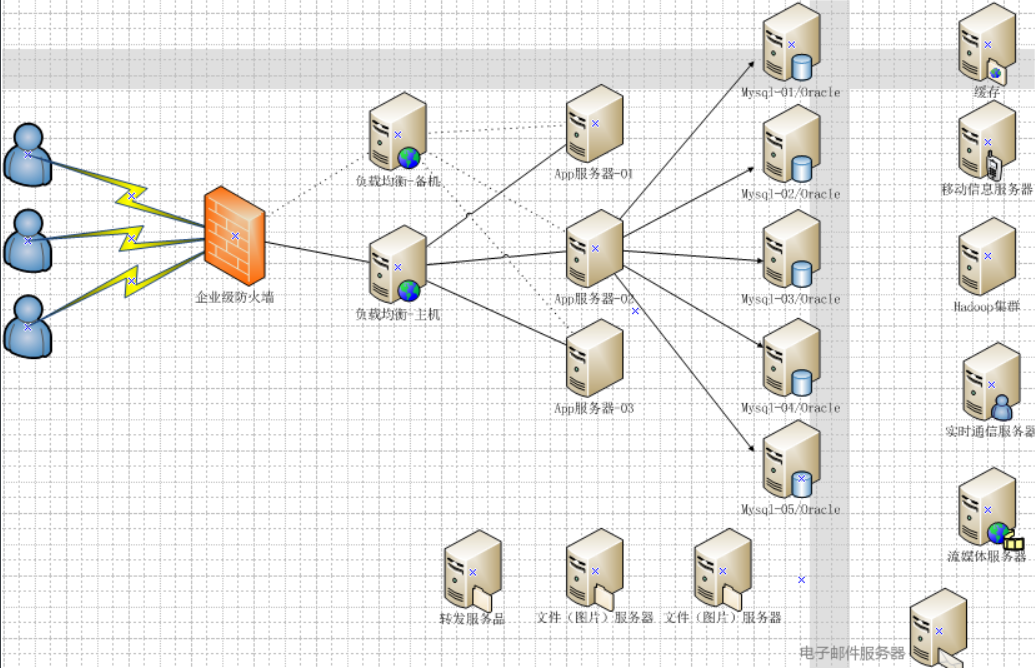 Mysql-01/Oracle
缓存
负载均衡-备机
App服务器-01
Mysql-02/Oracle
移动信息服务器
企业级防火墙
负载均衡-主机
App服务器-02
Mysql-03/Oracle
Hadoop集群
App服务器-03
Mysql-04/Oracle
实时通信服务器
Mysql-05/Oracle
流媒体服务器
转发服务品
文件（图片）服务器
文件（图片）服务器
电子邮件服务器